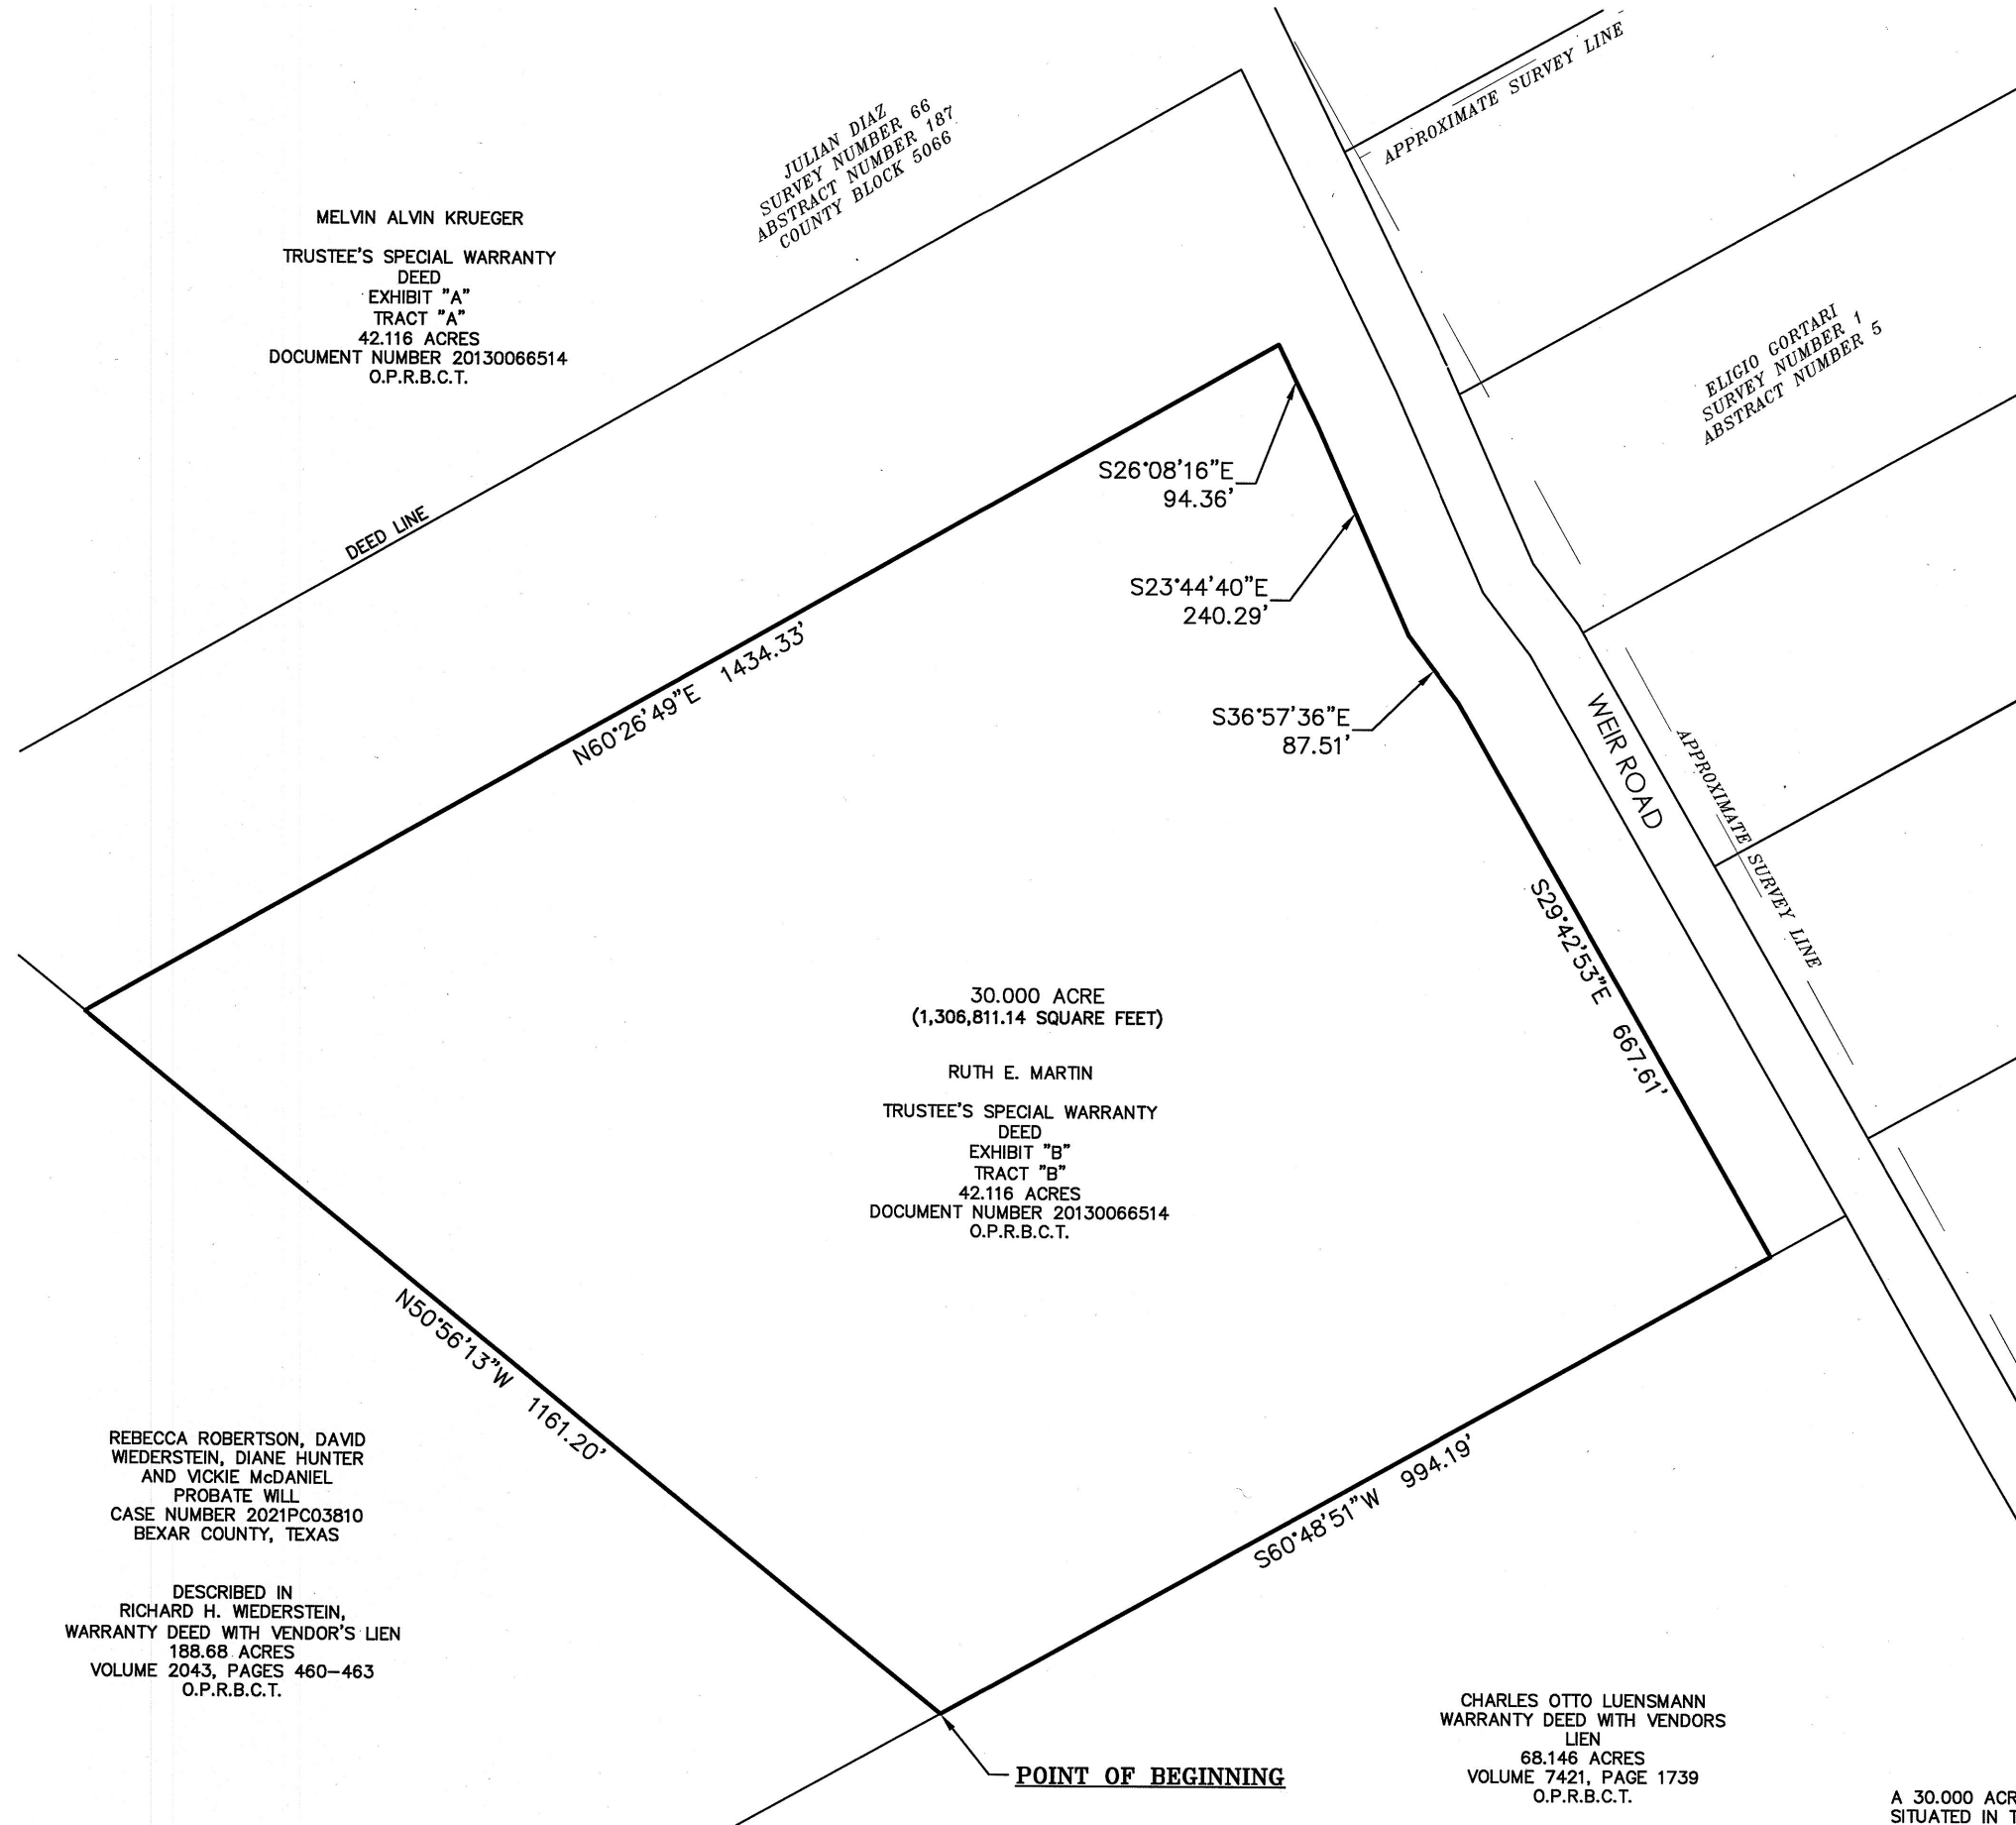 APPROXIMATE SURVEY LINE
JULIAN DIAZ
SURVEY NUMBER 66
ABSTRACT NUMBER 187
COUNTY BLOCK 5066
MELVIN ALVIN KRUEGER
TRUSTEE'S SPECIAL WARRANTY
DEED
EXHIBIT "A"
TRACT "A"
42.116 ACRES
DOCUMENT NUMBER 20130066514
O.P.R.B.C.T.
ELIGIO GORTARI
SURVEY NUMBER 1
ABSTRACT NUMBER 5
DEED LINE
S26°08'16"E
94.36'
S23°44'40"E
240.29'
N60°26'49"E 1434.33'
S36°57'36"E
87.51'
WEIR ROAD
APPROXIMATE SURVEY LINE
S29°42'53"E 667.61'
30.000 ACRE
(1,306,811.14 SQUARE FEET)
RUTH E. MARTIN
TRUSTEE'S SPECIAL WARRANTY
DEED
EXHIBIT "B"
TRACT "B"
42.116 ACRES
DOCUMENT NUMBER 20130066514
O.P.R.B.C.T.
N50°56'13"W 1161.20'
S60°48'51"W 994.19'
REBECCA ROBERTSON, DAVID
WIEDERSTEIN, DIANE HUNTER
AND VICKIE McDANIEL
PROBATE WILL
CASE NUMBER 2021PC03810
BEXAR COUNTY, TEXAS
DESCRIBED IN
RICHARD H. WIEDERSTEIN,
WARRANTY DEED WITH VENDOR'S LIEN
188.68 ACRES
VOLUME 2043, PAGES 460-463
O.P.R.B.C.T.
POINT OF BEGINNING
CHARLES OTTO LUENSMANN
WARRANTY DEED WITH VENDORS
LIEN
68.146 ACRES
VOLUME 7421, PAGE 1739
O.P.R.B.C.T.
A 30.000 ACR
SITUATED IN T